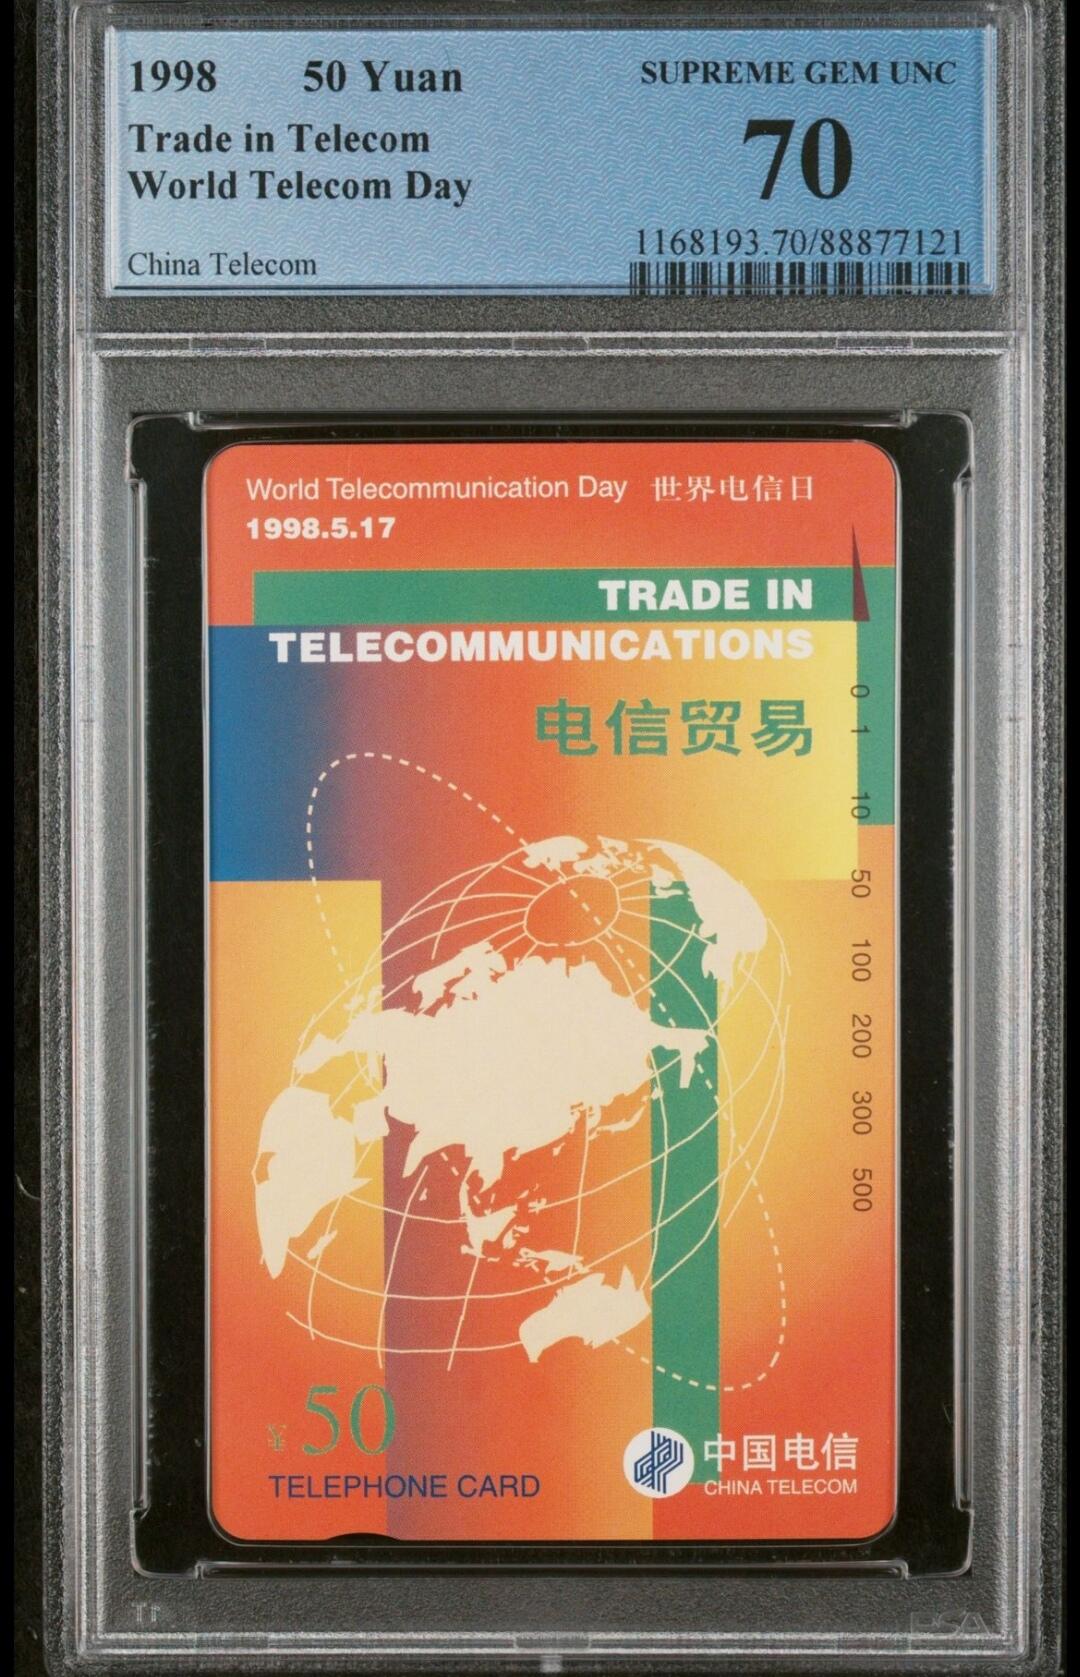 1998 50 Yuan
SUPREME GEM UNC
Trade in Telecom
70
World Telecom Day
1168193.70/88877121
China Telecom
World Telecommunication Day 世界电信日
1998.5.17
TRADE IN
TELECOMMUNICATIONS
电信贸易
0
1
10
50
100
200
300
500
¥50
TELEPHONE CARD
中国电信
CHINA TELECOM
PSA